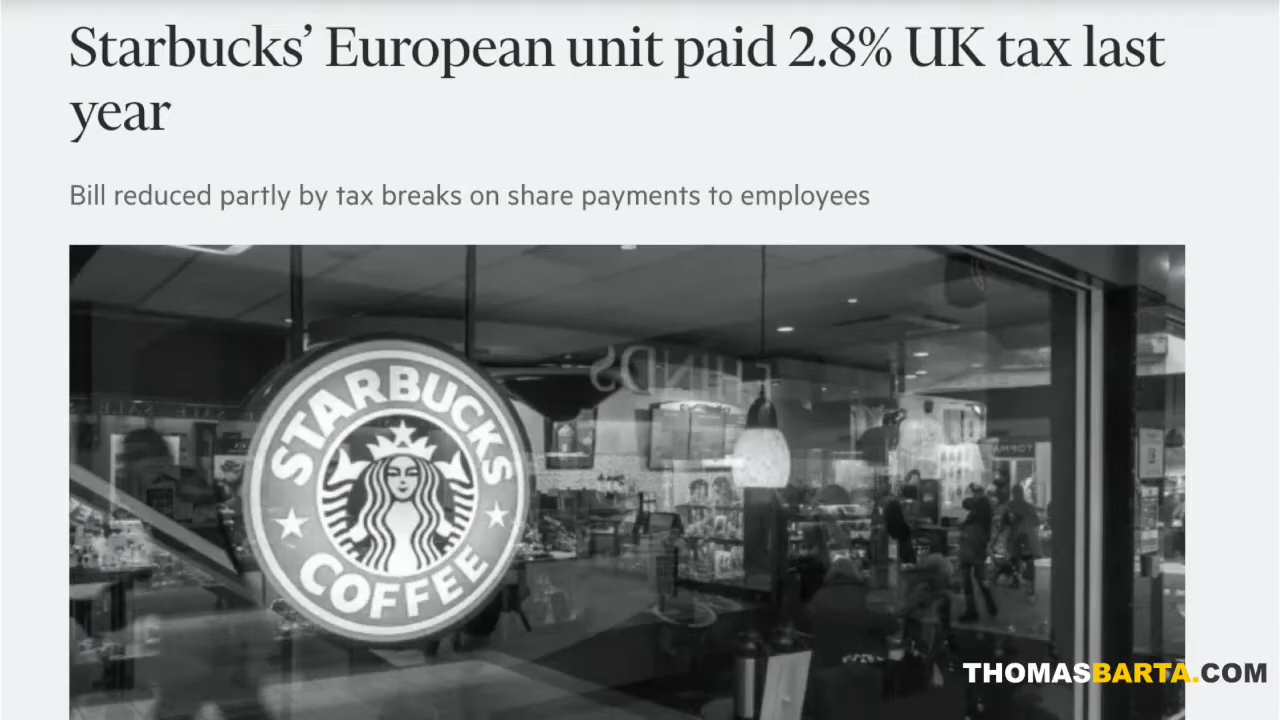 Starbucks’ European unit paid 2.8% UK tax last
year
Bill reduced partly by tax breaks on share payments to employees
STARBUCKS
COFFEE
THOMASBARTA.COM